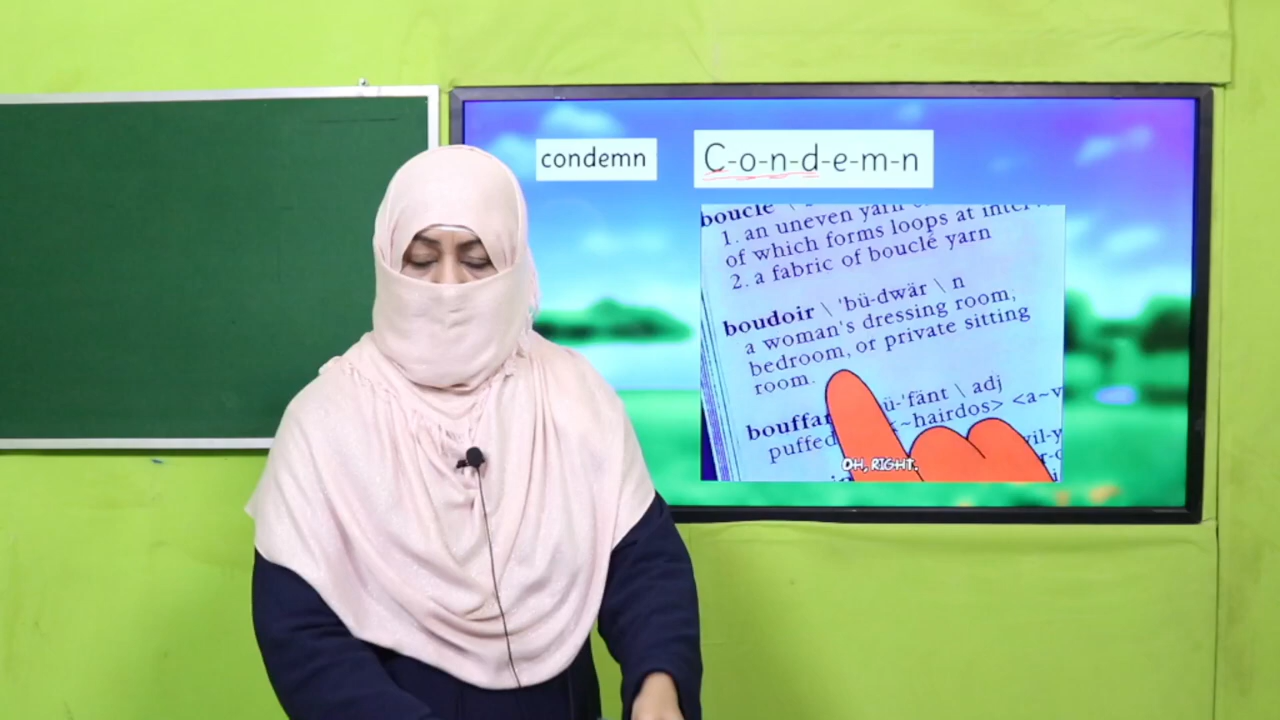 condemn
C-o-n-d-e-m-n
boucle \
1. an uneven yarn
of which forms loops at
2. a fabric of bouclé yarn
boudoir \ 'bü-dwär \ n
a woman's dressing room,
bedroom, or private sitting
room.
ü-'fänt \ adj
puffed ~hairdos> <a~
OH, RIGHT.